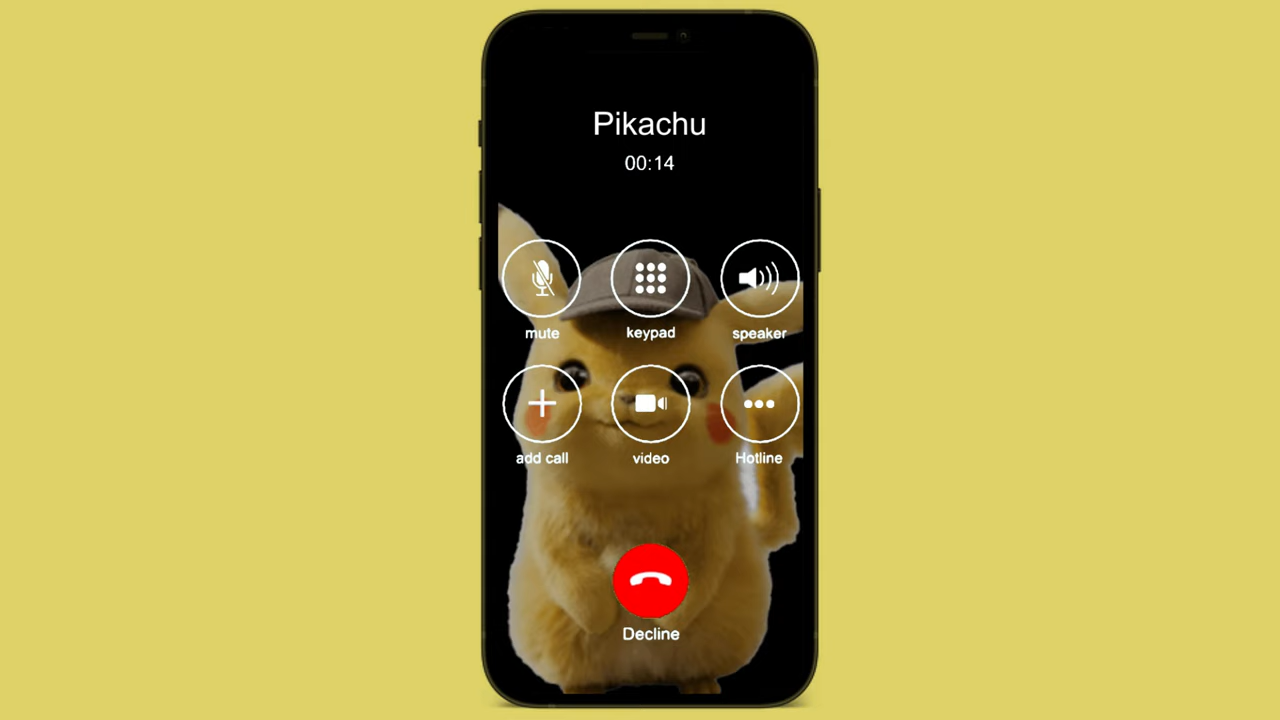 Pikachu
00:14
mute keypad speaker
add call video Hotline
Decline